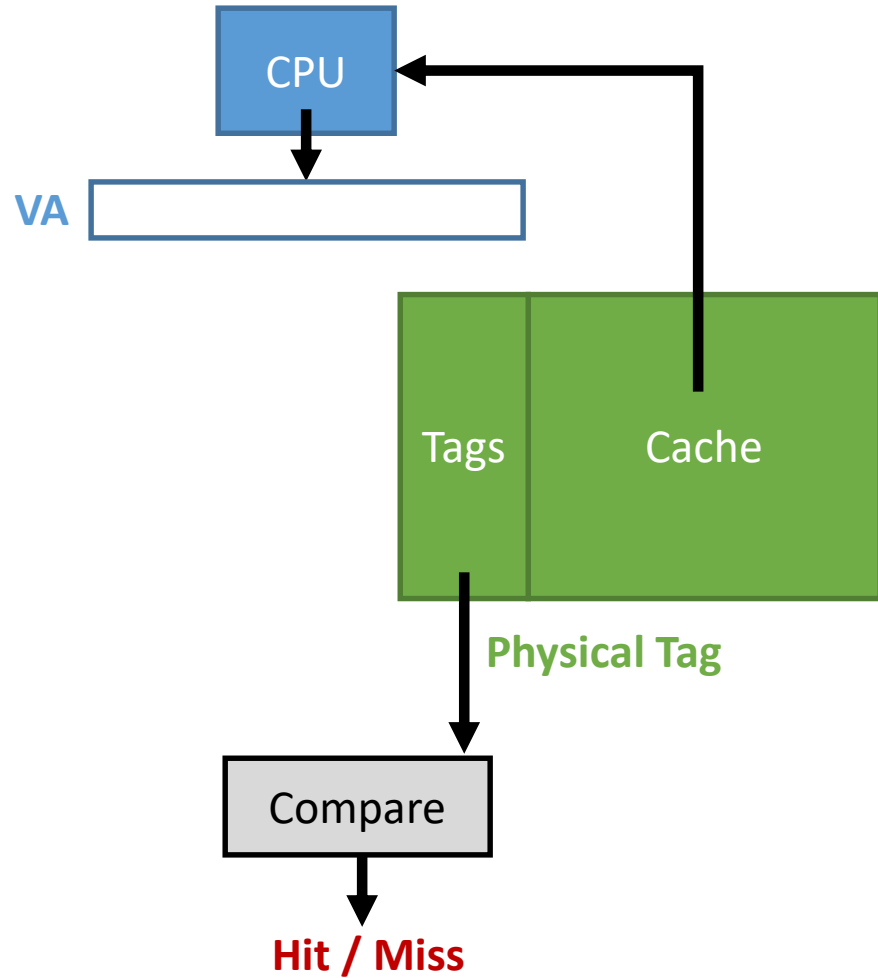 CPU
VA
Tags
Cache
Physical Tag
Compare
Hit / Miss